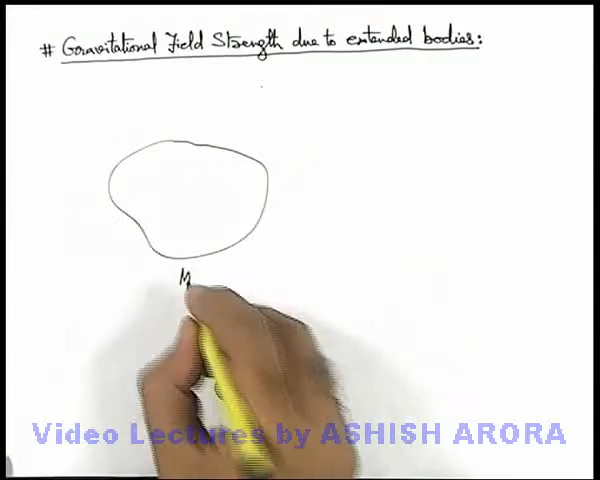 # Gravitational Field Strength due to extended bodies:
M
Video Lectures by ASHISH ARORA